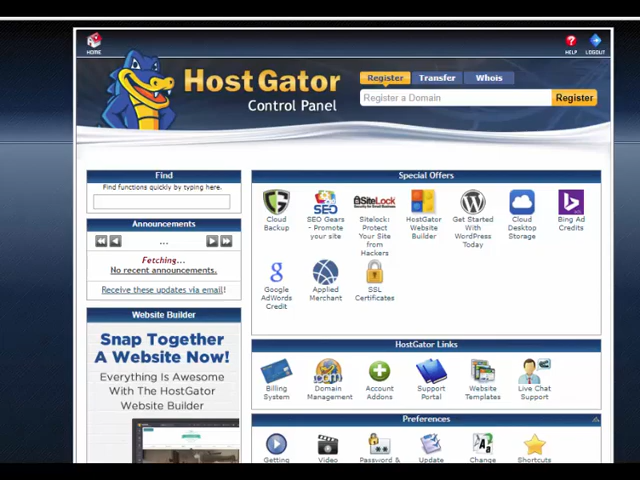 HOME
HELP
LOGOUT
HostGator
Control Panel
Register
Transfer
Whois
Register a Domain
Register
Find
Find functions quickly by typing here.
Announcements
...
Fetching...
No recent announcements.
Receive these updates via email!
Website Builder
Snap Together
A Website Now!
Everything Is Awesome
With The HostGator
Website Builder
Special Offers
Cloud
Backup
SEO
SEO Gears
- Promote
your site
SiteLock
Sitelock:
Protect
Your Site
from
Hackers
HostGator
Website
Builder
Get Started
With
WordPress
Today
Cloud
Desktop
Storage
Bing Ad
Credits
Google
AdWords
Credit
Applied
Merchant
SSL
Certificates
HostGator Links
Billing
System
.COM
Domain
Management
Account
Addons
Support
Portal
Website
Templates
Live Chat
Support
Preferences
Getting
Video
Password &
Update
Change
Shortcuts